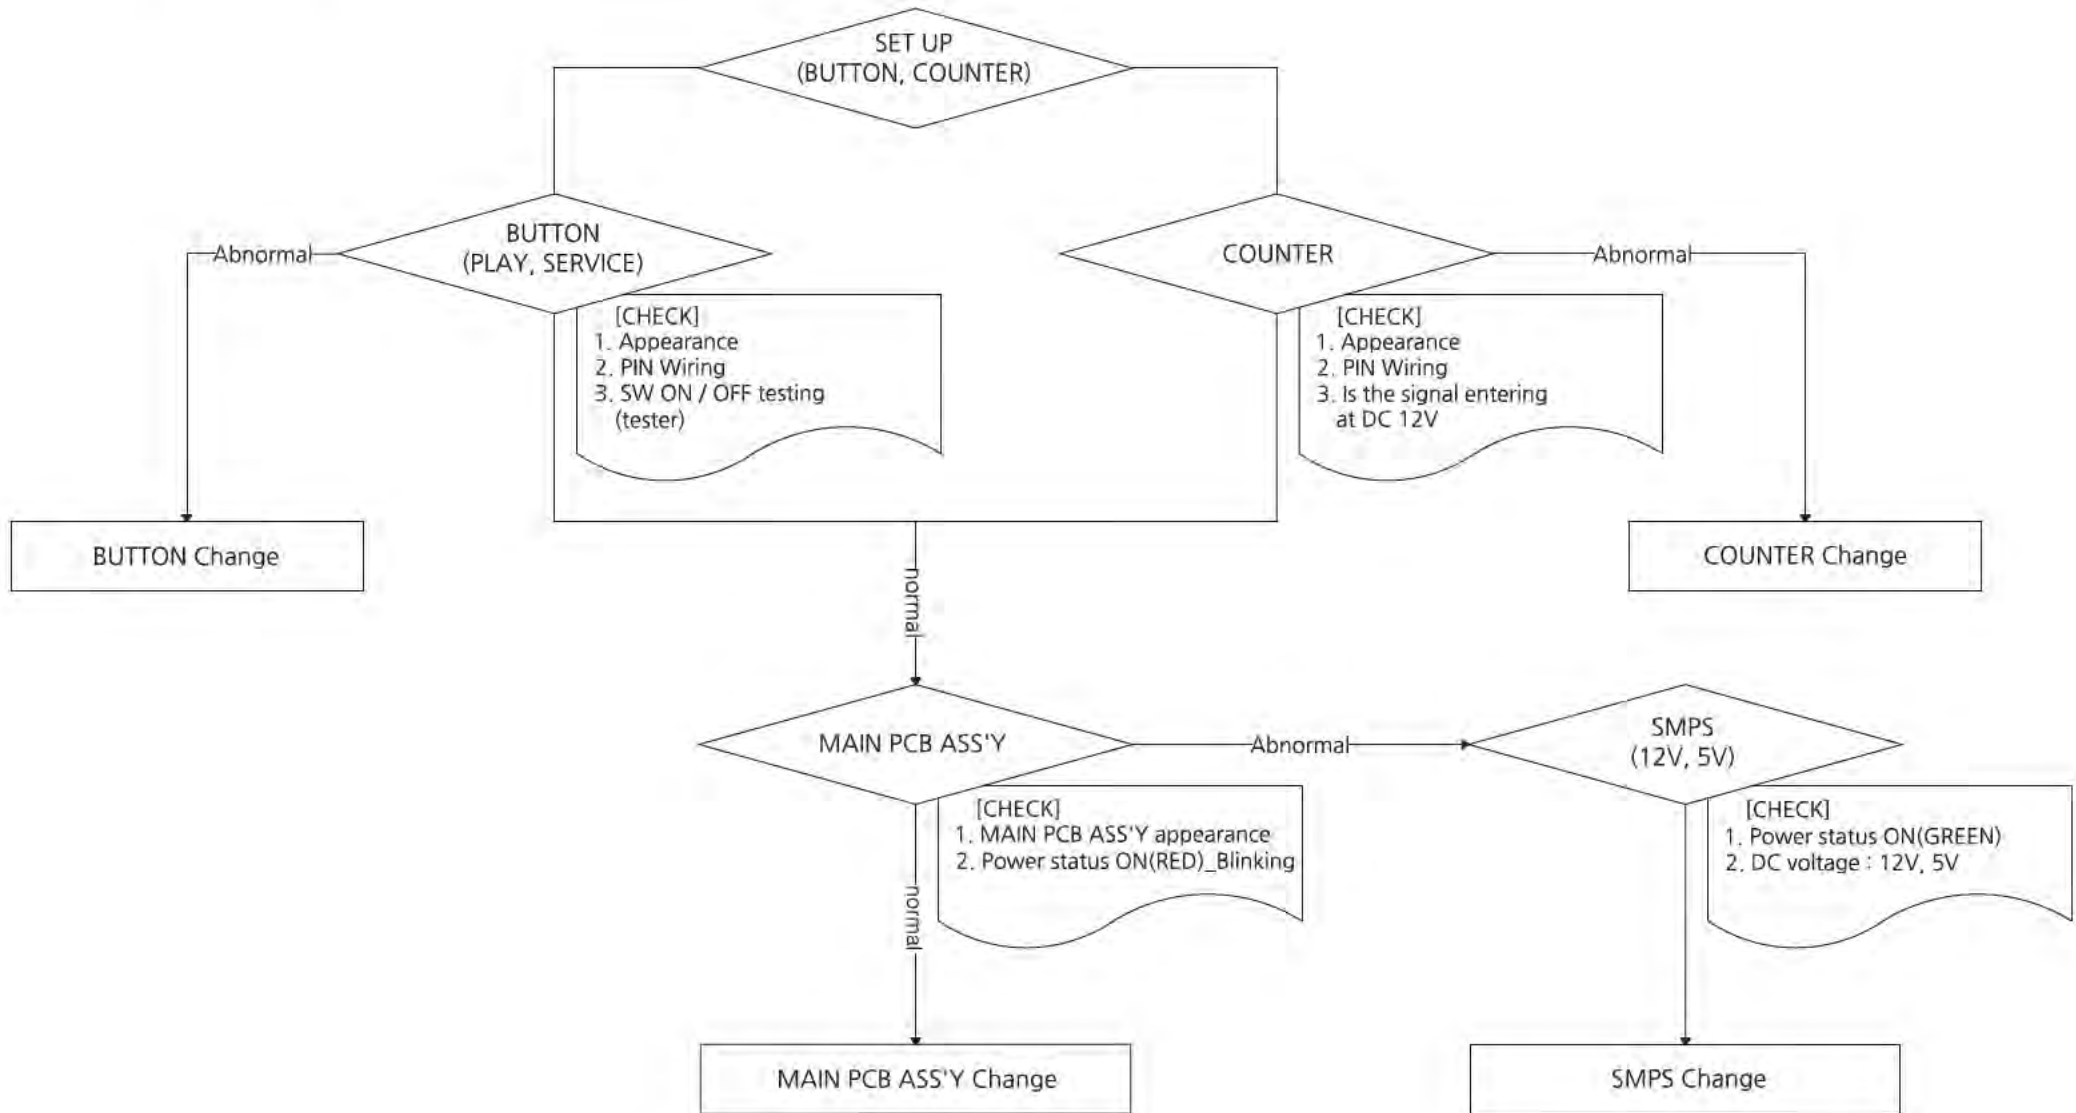 SET UP
(BUTTON, COUNTER)
Abnormal
BUTTON
(PLAY, SERVICE)
COUNTER
Abnormal
[CHECK]
1. Appearance
2. PIN Wiring
3. SW ON / OFF testing
(tester)
[CHECK]
1. Appearance
2. PIN Wiring
3. Is the signal entering
at DC 12V
BUTTON Change
COUNTER Change
normal
MAIN PCB ASS'Y
Abnormal
SMPS
(12V, 5V)
[CHECK]
1. MAIN PCB ASS'Y appearance
2. Power status ON(RED)_Blinking
[CHECK]
1. Power status ON(GREEN)
2. DC voltage : 12V, 5V
normal
MAIN PCB ASS'Y Change
SMPS Change